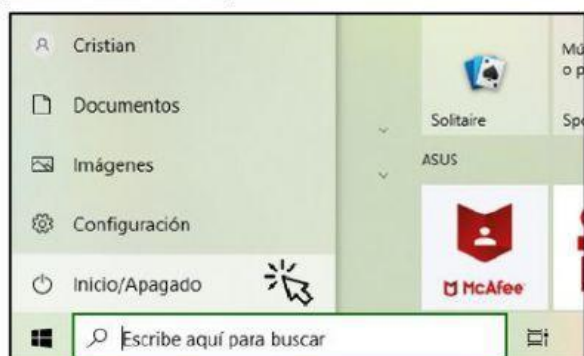 Cristian
Documentos
Imágenes
Configuración
Inicio/Apagado
Escribe aquí para buscar
Solitaire
ASUS
McAfee